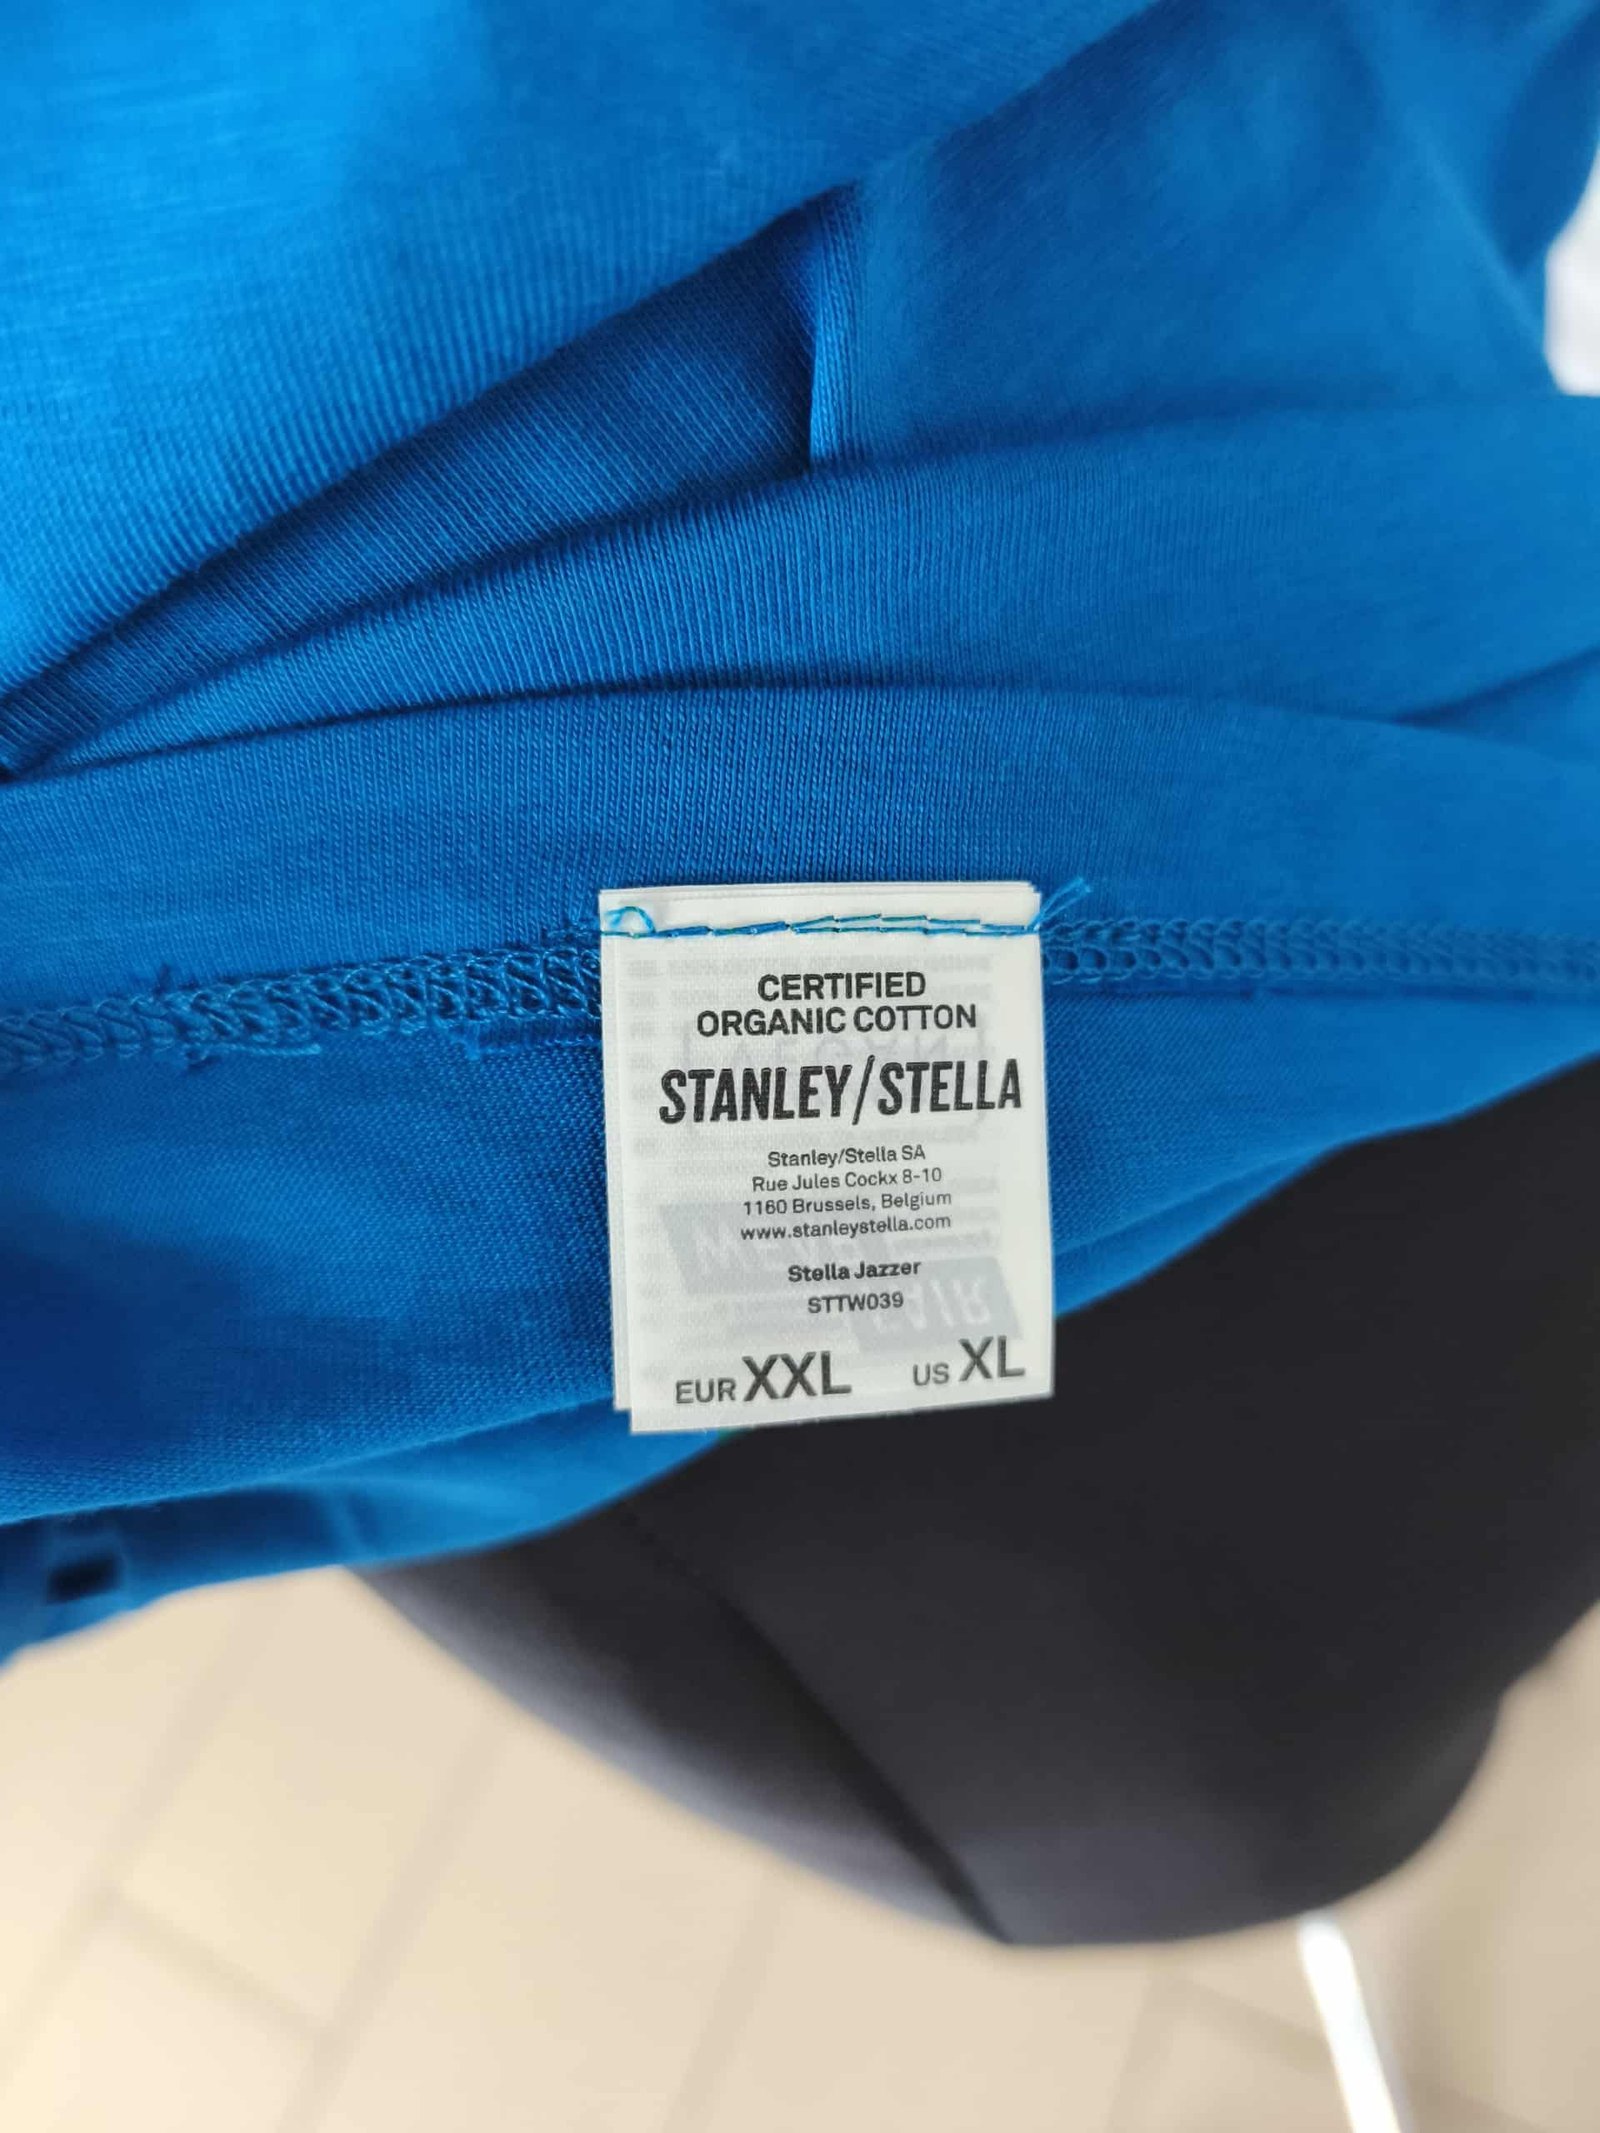 CERTIFIED
ORGANIC COTTON
STANLEY/STELLA
Stanley/Stella SA
Rue Jules Cockx 8-10
1160 Brussels, Belgium
www.stanleystella.com
Stella Jazzer
STTW039
EUR XXL US XL